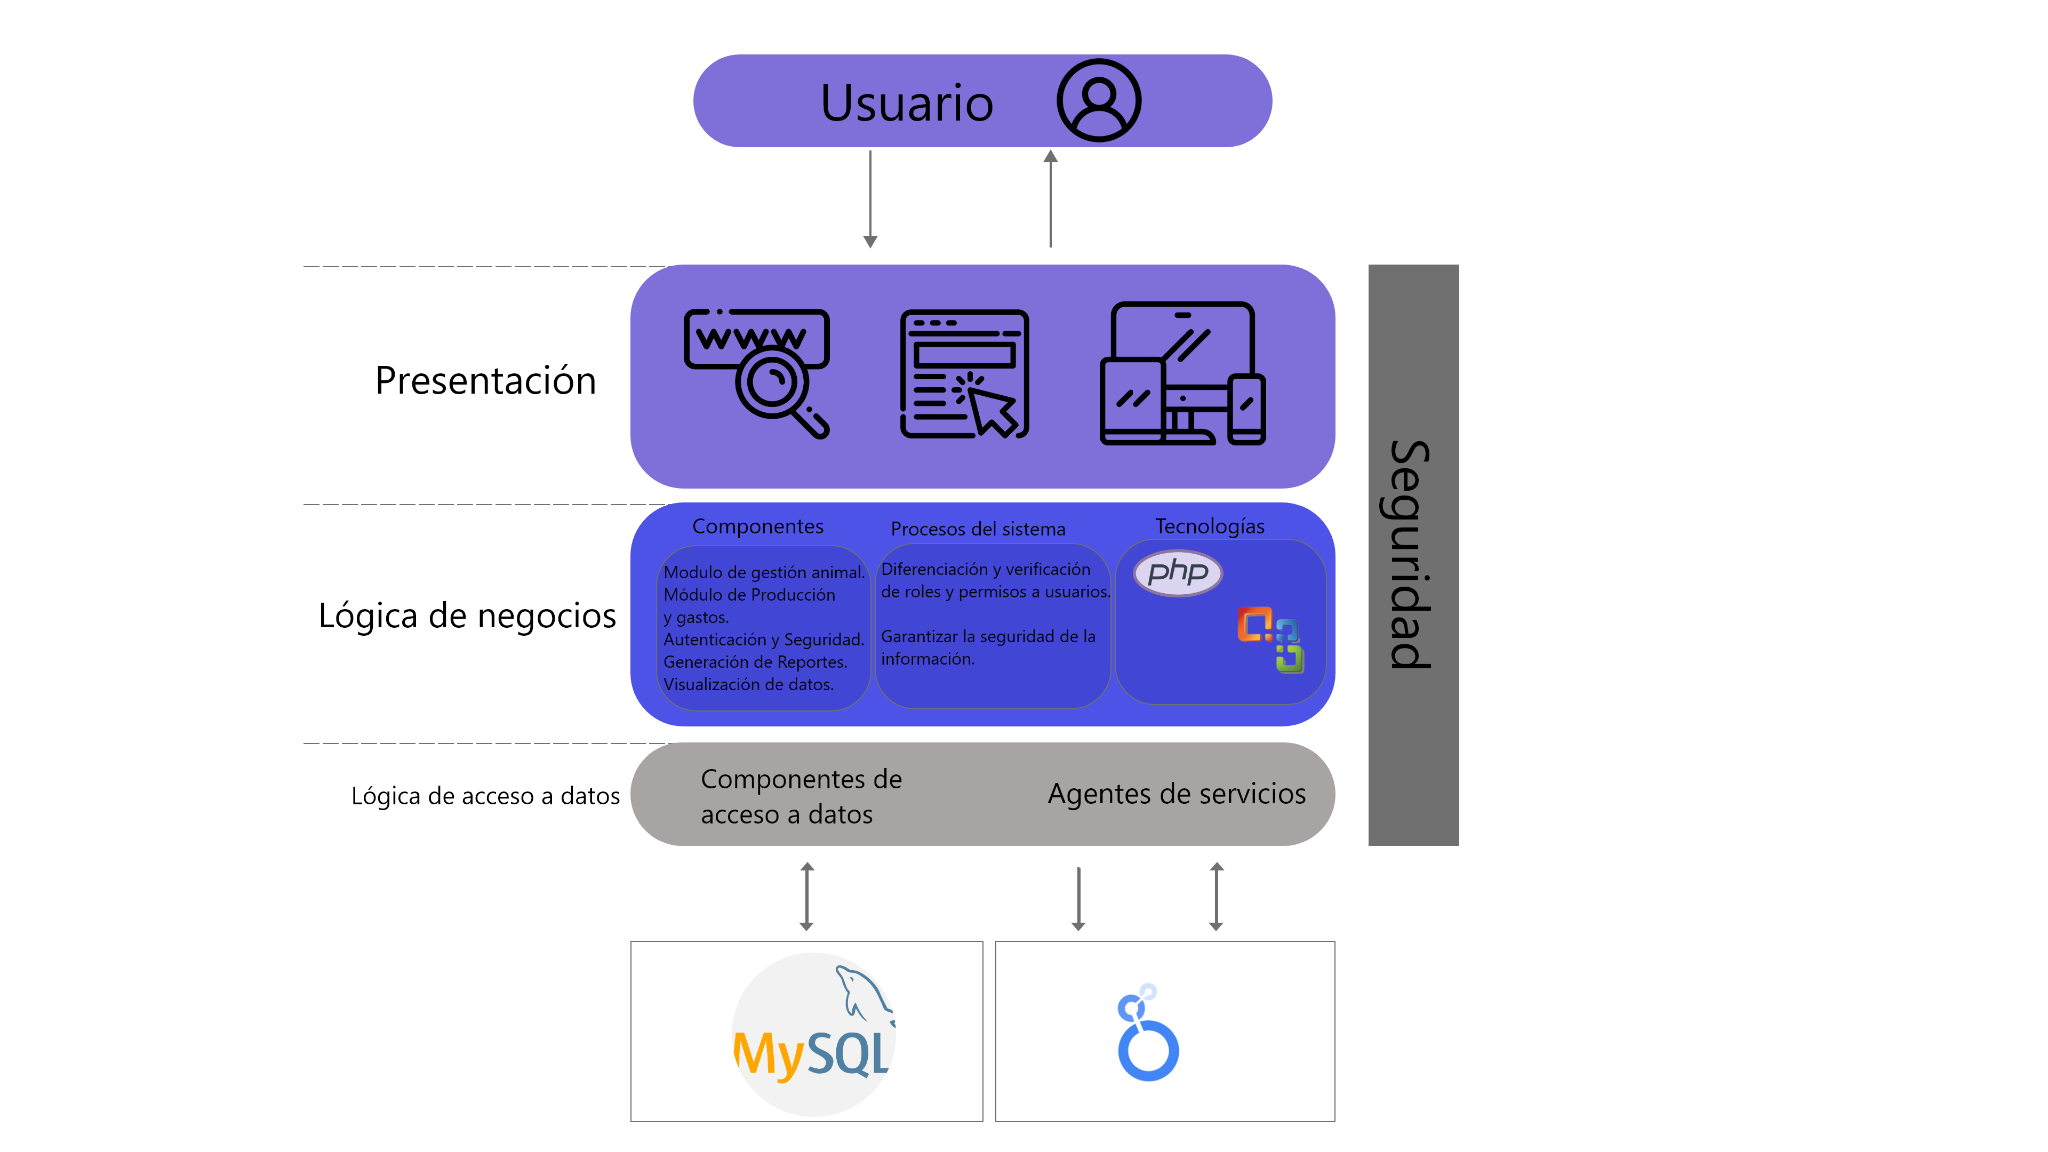 Usuario
www
Presentación
Componentes
Modulo de gestión animal.
Módulo de Producción
y gastos.
Autenticación y Seguridad.
Generación de Reportes.
Visualización de datos.
Procesos del sistema
Diferenciación y verificación
de roles y permisos a usuarios.
Garantizar la seguridad de la
información.
Tecnologías
php
Lógica de negocios
Lógica de acceso a datos
Componentes de
acceso a datos
Agentes de servicios
Seguridad
MySQL